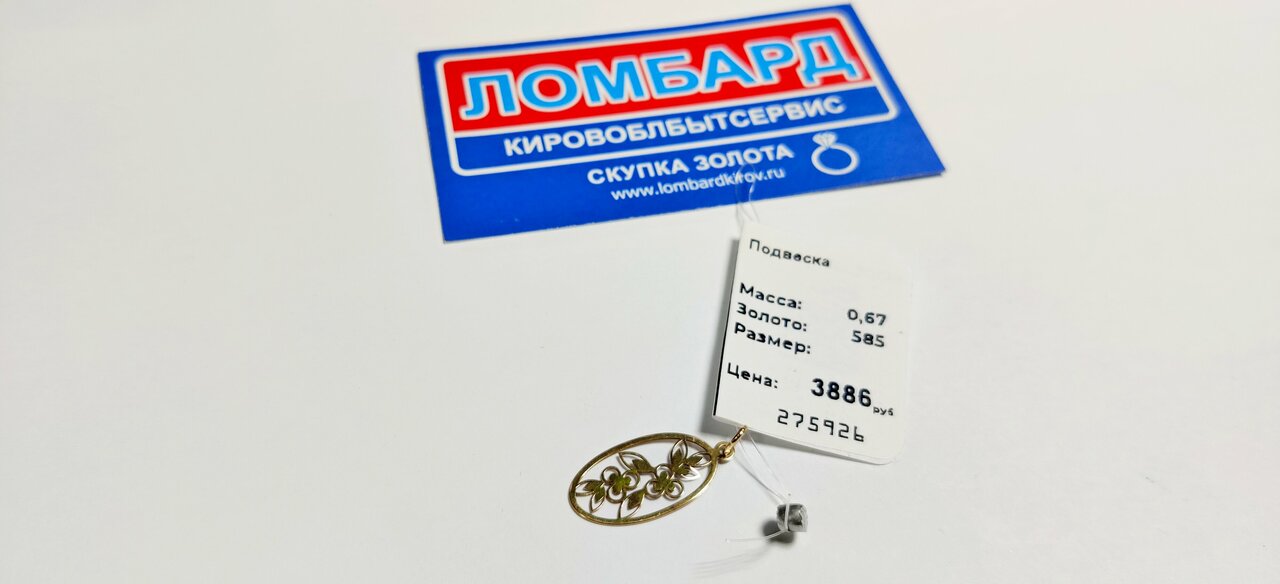 ЛОМБАРД
КИРОВОБЛБЫТСЕРВИС
СКУПКА ЗОЛОТА
www.lombardkirov.ru
Подвеска
Масса: 0,67
Золото: 585
Размер:
Цена: 3886 руб
275926